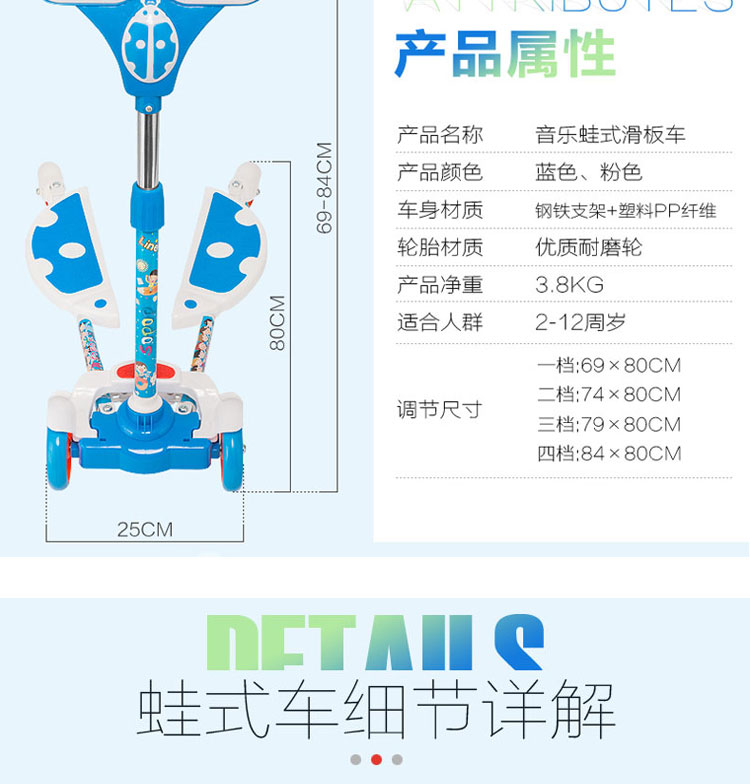 ATTRIBUTES
产品属性
产品名称 音乐蛙式滑板车
产品颜色 蓝色、粉色
车身材质 钢铁支架+塑料PP纤维
轮胎材质 优质耐磨轮
产品净重 3.8KG
适合人群 2-12周岁
调节尺寸
一档:69×80CM
二档:74×80CM
三档:79×80CM
四档:84×80CM
69-84CM
80CM
25CM
DETAILS
蛙式车细节详解